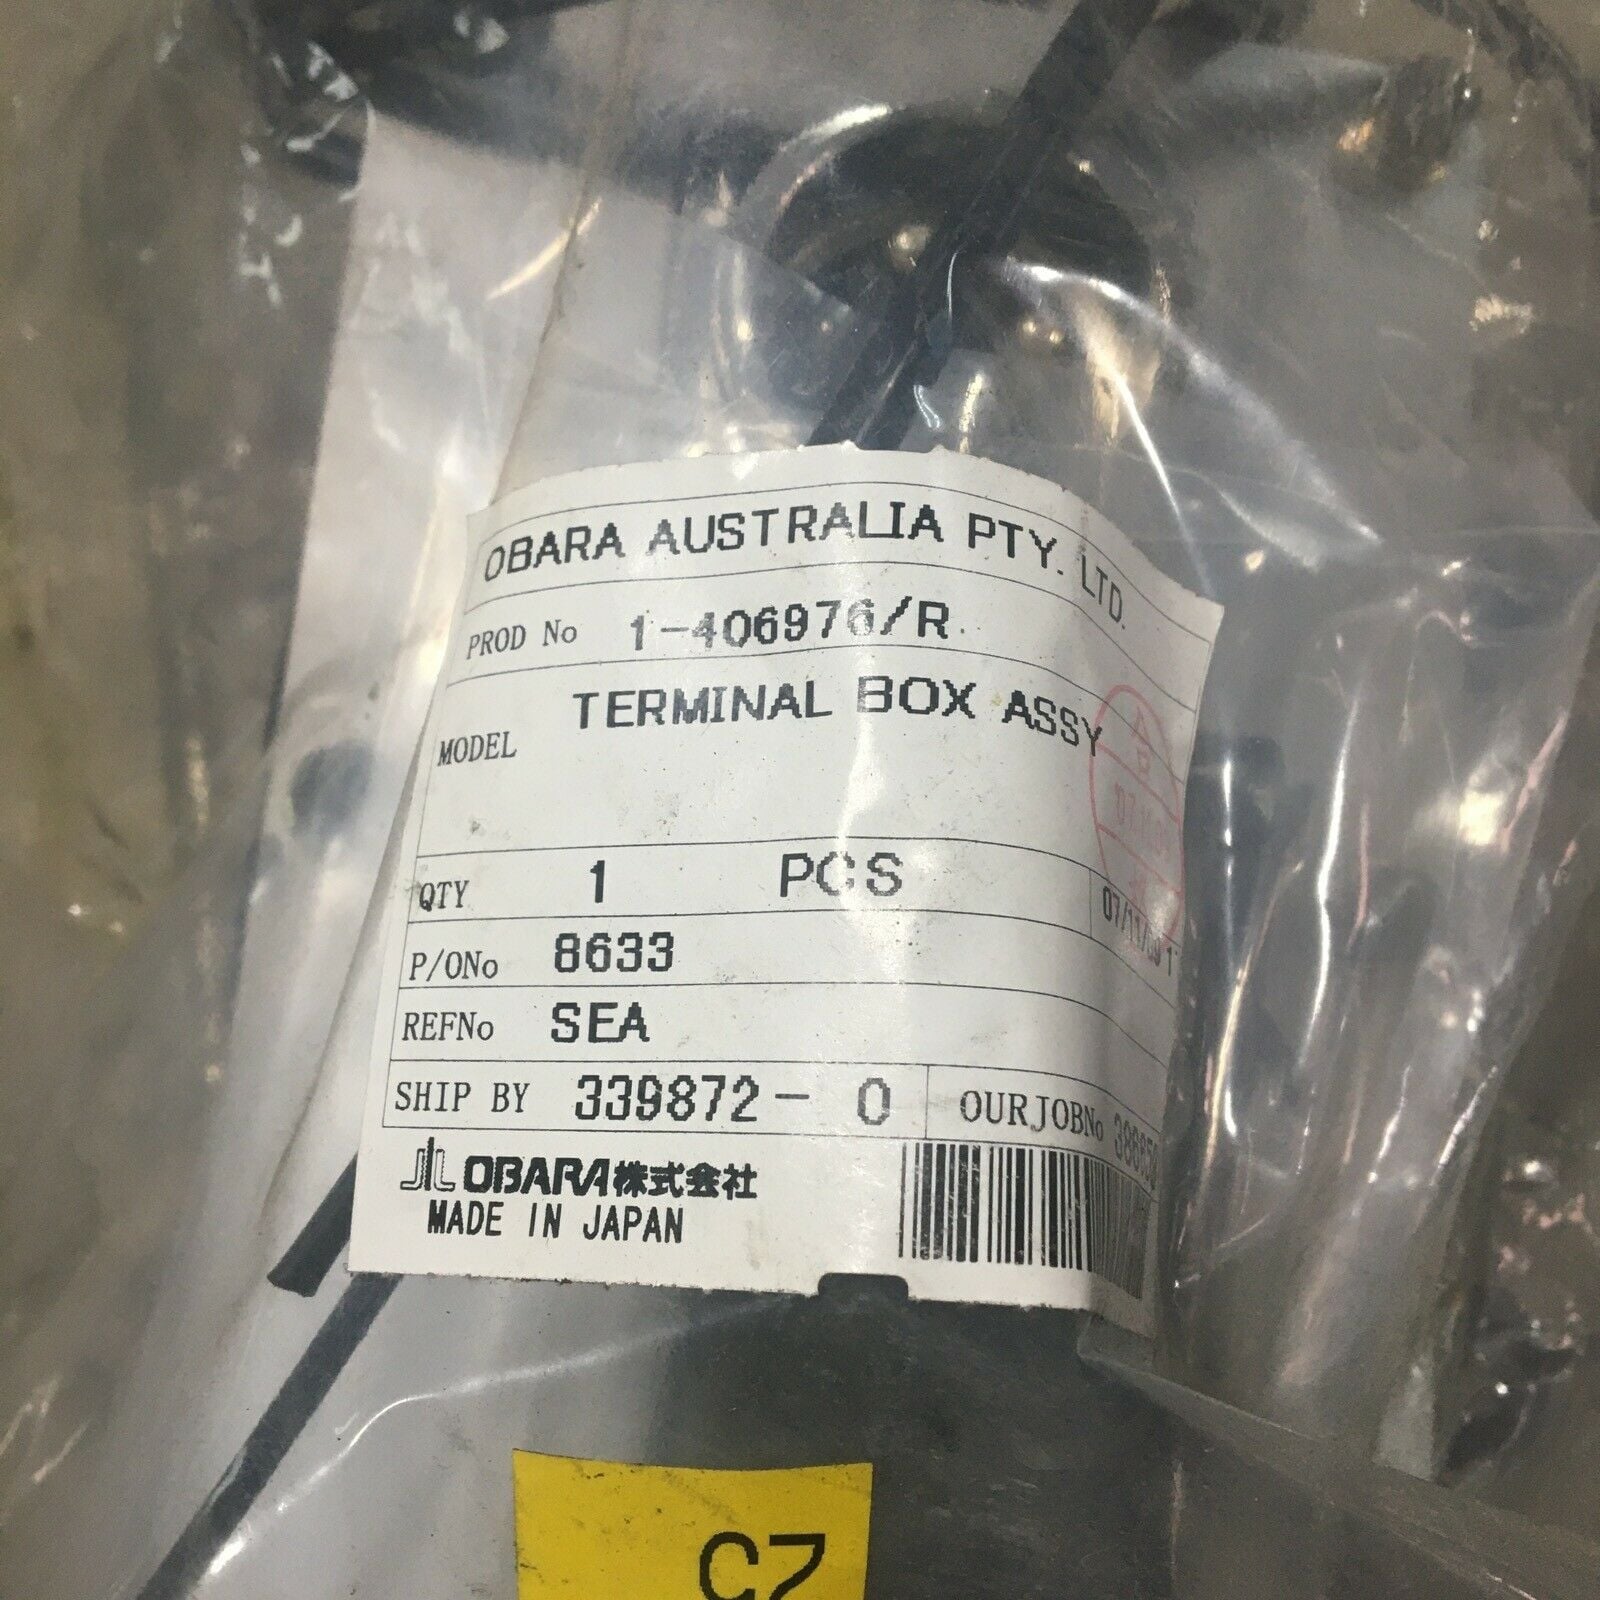 OBARA AUSTRALIA PTY. LTD.
PROD No 1-406976/R
MODEL TERMINAL BOX ASSY
QTY 1 PCS
P/ONo 8633
REFNo SEA
SHIP BY 339872- 0 OURJOBNo
OBARA株式会社
MADE IN JAPAN
CZ